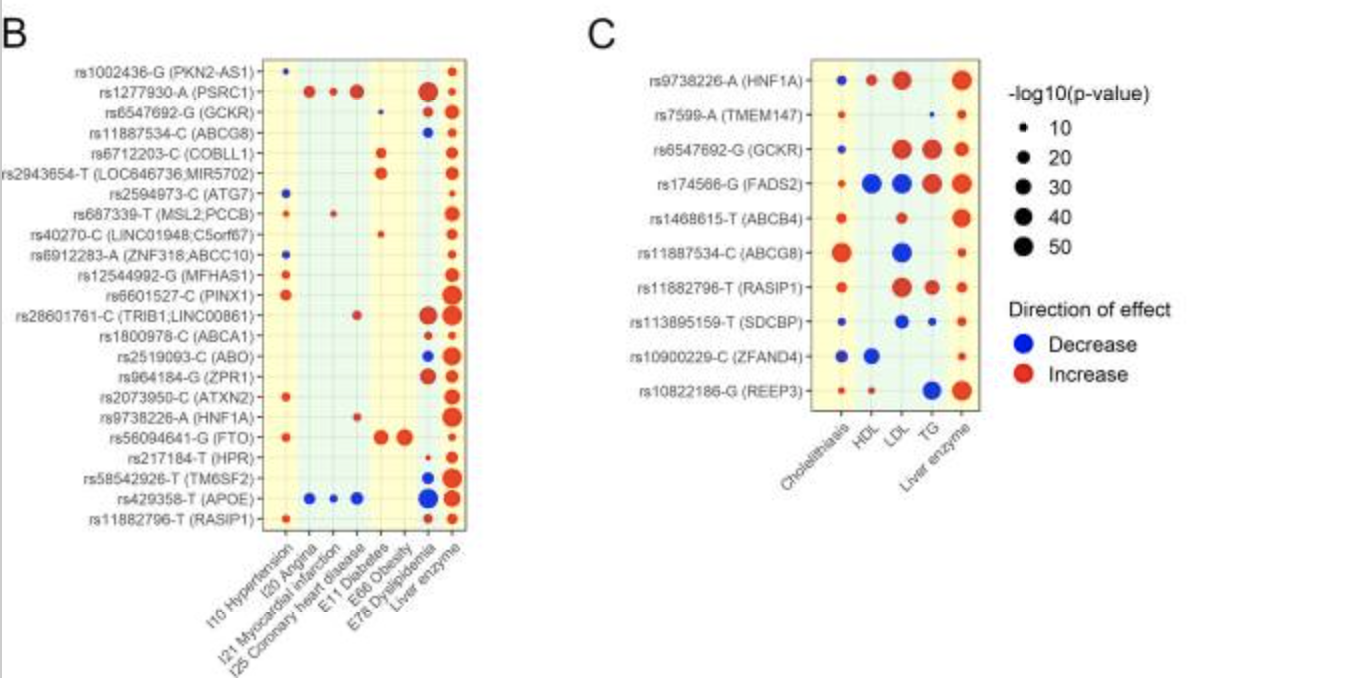 B
rs1002436-G (PKN2-AS1)
rs1277930-A (PSRC1)
rs6547692-G (GCKR)
rs11887534-C (ABCG8)
rs6712203-C (COBLL1)
rs2943654-T (LOC646736;MIR5702)
rs2594973-C (ATG7)
rs687339-T (MSL2;PCCB)
rs40270-C (LINC01948;C5orf67)
rs6912283-A (ZNF318;ABCC10)
rs12544992-G (MFHAS1)
rs6601527-C (PINX1)
rs28601761-C (TRIB1;LINC00861)
rs1800978-C (ABCA1)
rs2519093-C (ABO)
rs964184-G (ZPR1)
rs2073950-C (ATXN2)
rs9738226-A (HNF1A)
rs56094641-G (FTO)
rs217184-T (HPR)
rs58542926-T (TM6SF2)
rs429358-T (APOE)
rs11882796-T (RASIP1)
I10 Hypertension
I20 Angina
I21 Myocardial infarction
I25 Coronary heart disease
E11 Diabetes
E66 Obesity
E78 Dyslipidemia
Liver enzyme
C
rs9738226-A (HNF1A)
rs7599-A (TMEM147)
rs6547692-G (GCKR)
rs174566-G (FADS2)
rs1468615-T (ABCB4)
rs11887534-C (ABCG8)
rs11882796-T (RASIP1)
rs113895159-T (SDCBP)
rs10900229-C (ZFAND4)
rs10822186-G (REEP3)
Cholelithiasis
HDL
LDL
TG
Liver enzyme
-log10(p-value)
10
20
30
40
50
Direction of effect
Decrease
Increase